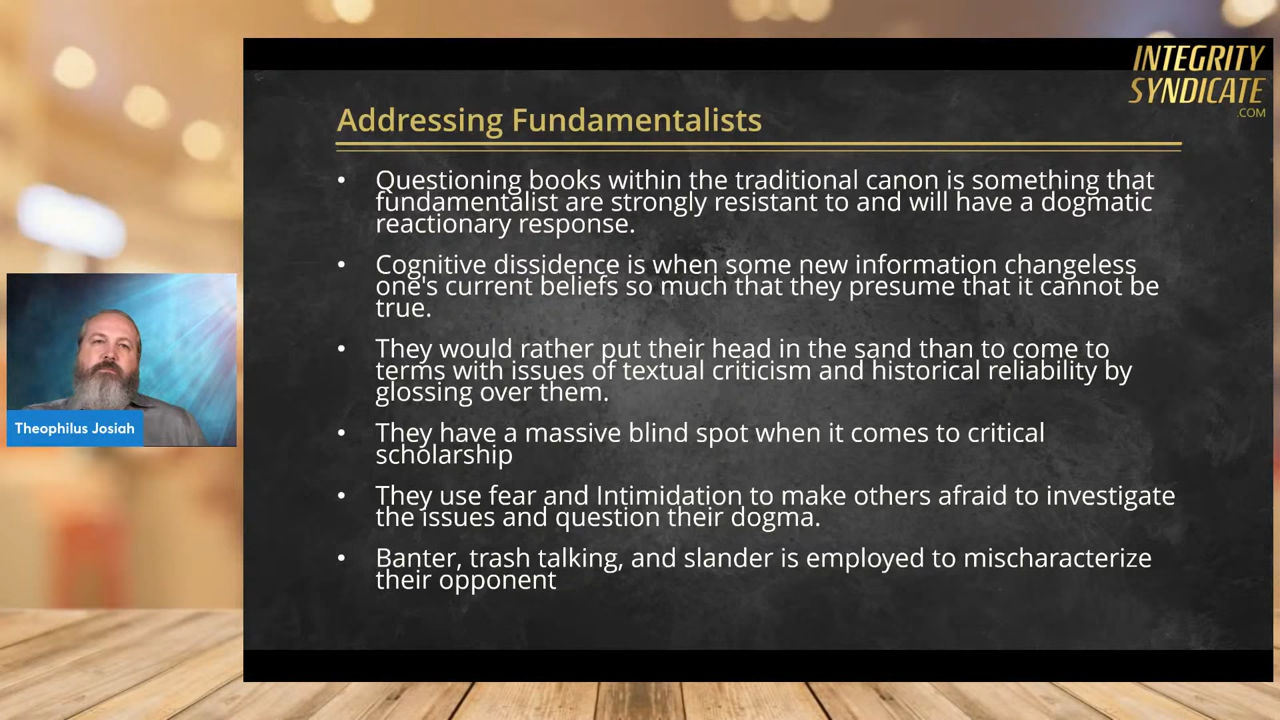 INTEGRITY
SYNDICATE
.COM
Addressing Fundamentalists
• Questioning books within the traditional canon is something that
fundamentalist are strongly resistant to and will have a dogmatic
reactionary response.
• Cognitive dissidence is when some new information changeless
one's current beliefs so much that they presume that it cannot be
true.
• They would rather put their head in the sand than to come to
terms with issues of textual criticism and historical reliability by
glossing over them.
• They have a massive blind spot when it comes to critical
scholarship
• They use fear and Intimidation to make others afraid to investigate
the issues and question their dogma.
• Banter, trash talking, and slander is employed to mischaracterize
their opponent
Theophilus Josiah